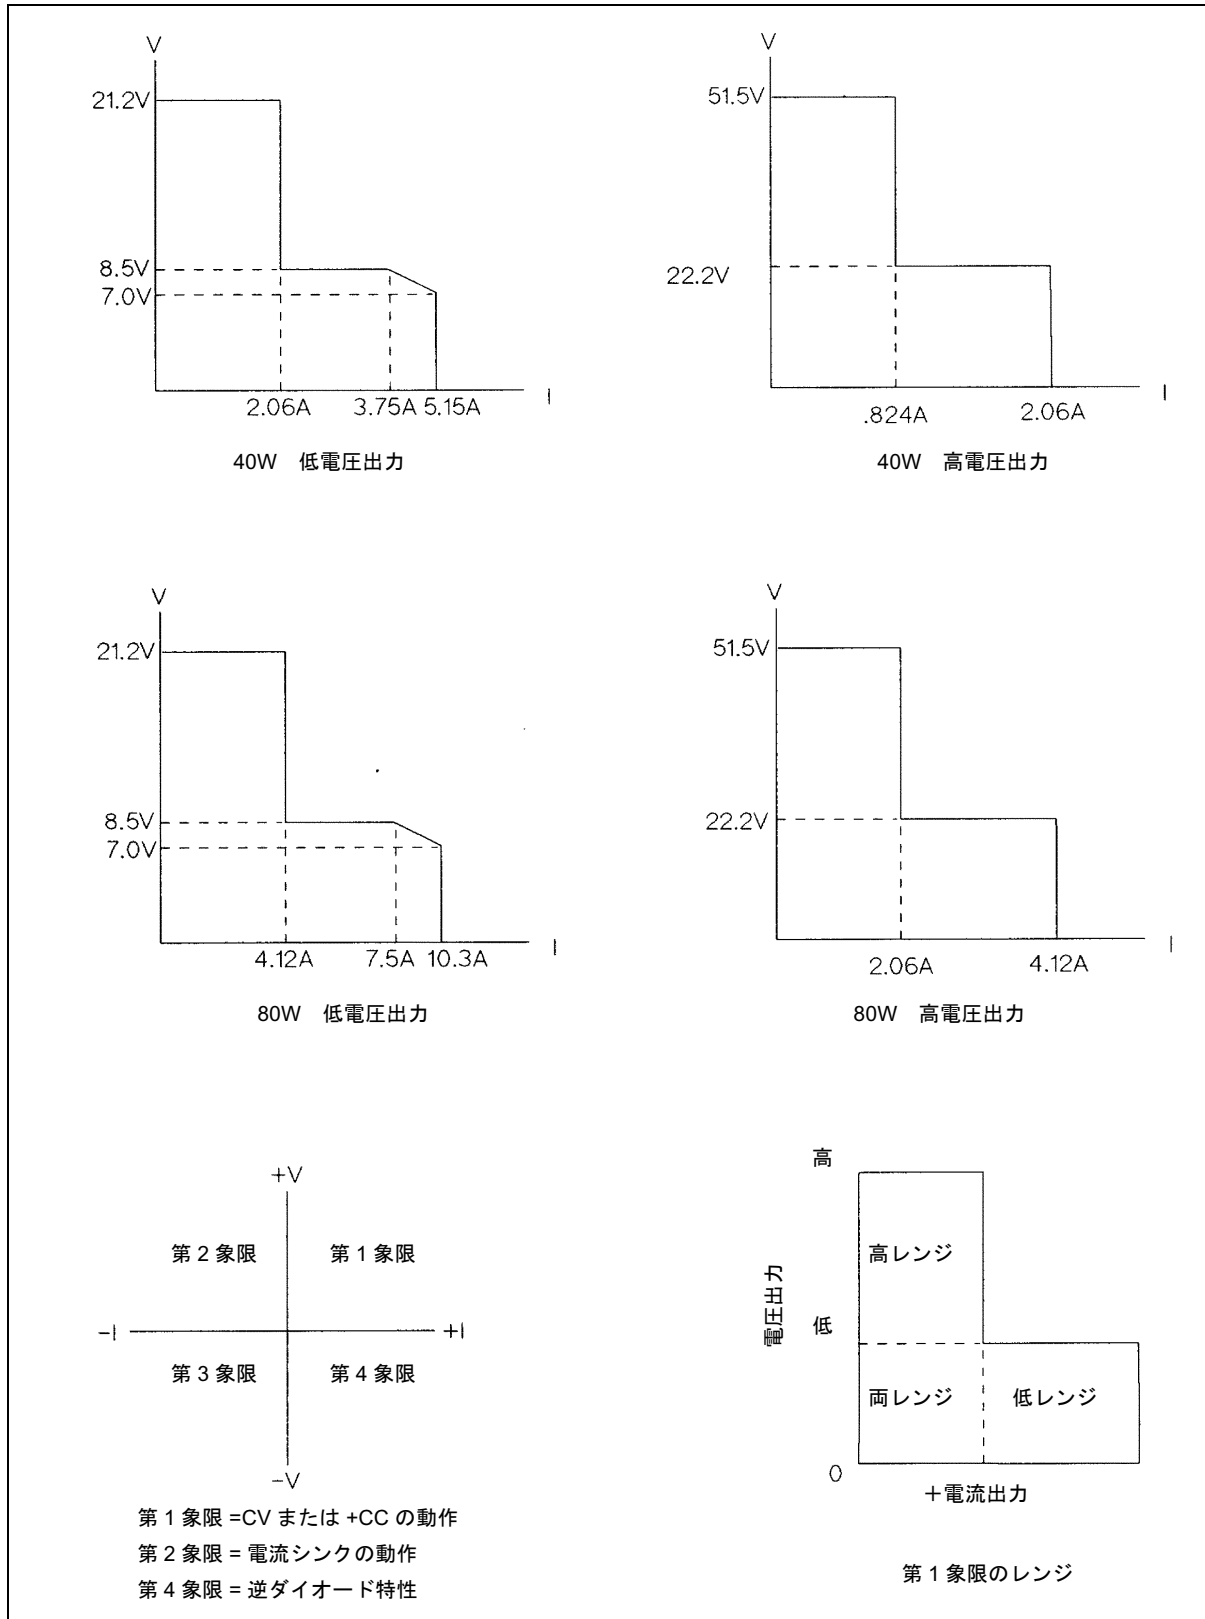 V
21.2V
8.5V
7.0V
2.06A 3.75A 5.15A I
40W 低電圧出力
V
51.5V
22.2V
.824A 2.06A I
40W 高電圧出力
V
21.2V
8.5V
7.0V
4.12A 7.5A 10.3A I
80W 低電圧出力
V
51.5V
22.2V
2.06A 4.12A I
80W 高電圧出力
+V
第 2 象限 第 1 象限
-I +I
第 3 象限 第 4 象限
-V
第 1 象限 =CV または +CC の動作
第 2 象限 = 電流シンクの動作
第 4 象限 = 逆ダイオード特性
高
高レンジ
電圧出力
低
両レンジ 低レンジ
0
+電流出力
第 1 象限のレンジ